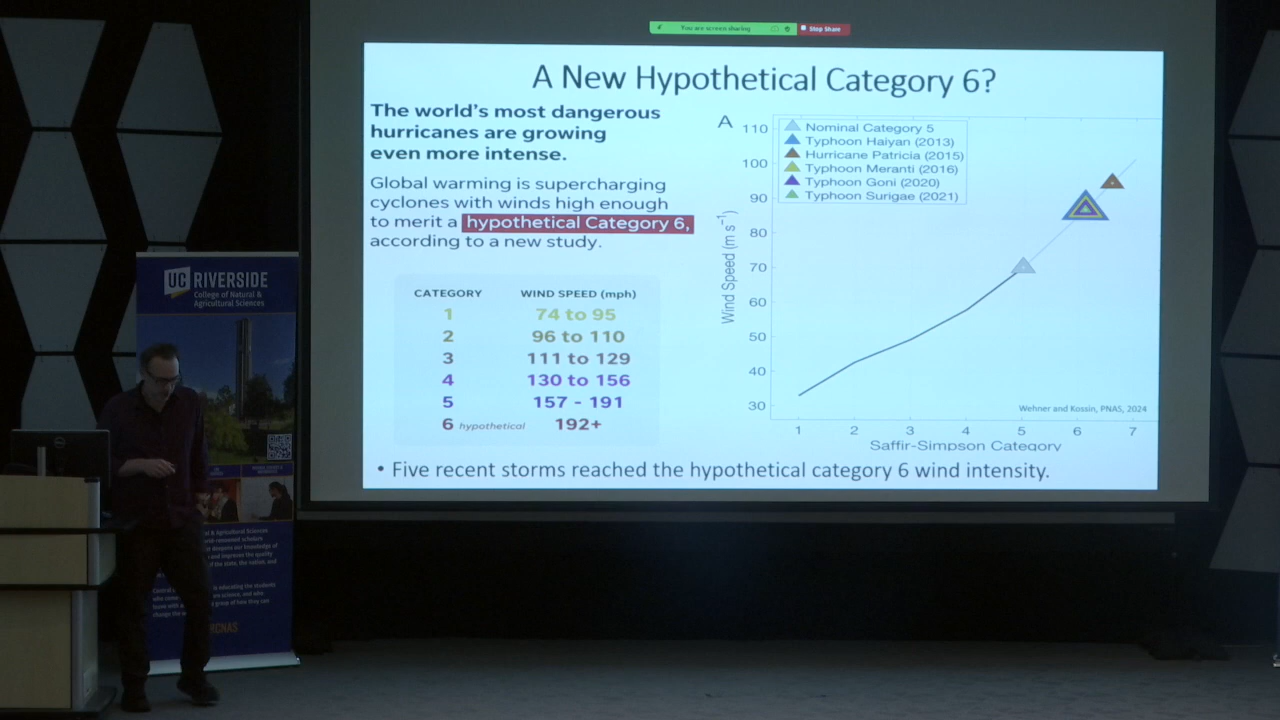 You are screen sharing
Stop Share
A New Hypothetical Category 6?
The world's most dangerous
hurricanes are growing
even more intense.
Global warming is supercharging
cyclones with winds high enough
to merit a hypothetical Category 6,
according to a new study.
CATEGORY WIND SPEED (mph)
1 74 to 95
2 96 to 110
3 111 to 129
4 130 to 156
5 157 - 191
6 hypothetical 192+
A
110
100
90
80
70
60
50
40
30
Wind Speed (m s⁻¹)
Nominal Category 5
Typhoon Haiyan (2013)
Hurricane Patricia (2015)
Typhoon Meranti (2016)
Typhoon Goni (2020)
Typhoon Surigae (2021)
Wehner and Kossin, PNAS, 2024
1 2 3 4 5 6 7
Saffir-Simpson Category
• Five recent storms reached the hypothetical category 6 wind intensity.
UC RIVERSIDE
College of Natural &
Agricultural Sciences